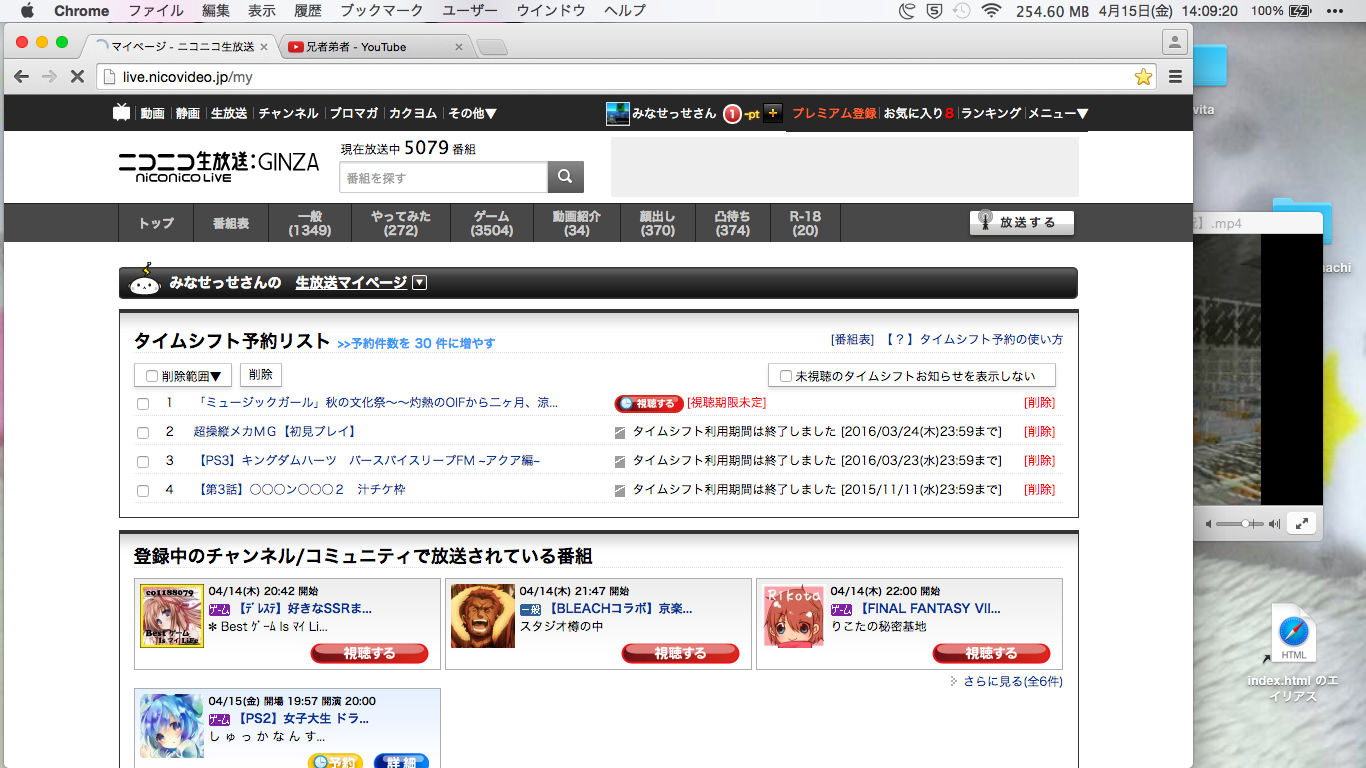 Chrome ファイル 編集 表示 履歴 ブックマーク ユーザー ウインドウ ヘルプ 254.60 MB 4月15日(金) 14:09:20 100%
マイページ - ニコニコ生放送 兄者弟者 - YouTube
live.nicovideo.jp/my
動画 静画 生放送 チャンネル ブロマガ カクヨム その他▼ みなせっせさん 1 -pt + プレミアム登録 お気に入り8 ランキング メニュー▼
ニコニコ生放送:GINZA
niconico Live
現在放送中 5079 番組
番組を探す
トップ 番組表 一般 (1349) やってみた (272) ゲーム (3504) 動画紹介 (34) 顔出し (370) 凸待ち (374) R-18 (20) 放送する
みなせっせさんの 生放送マイページ ▼
タイムシフト予約リスト >>予約件数を 30 件に増やす [番組表] 【？】タイムシフト予約の使い方
削除範囲▼ 削除 未視聴のタイムシフトお知らせを表示しない
1 「ミュージックガール」秋の文化祭～～灼熱のOIFから二ヶ月、涼... 視聴する [視聴期限未定] [削除]
2 超操縦メカMG【初見プレイ】 タイムシフト利用期間は終了しました [2016/03/24(木)23:59まで] [削除]
3 【PS3】キングダムハーツ　バースバイスリープFM ~アクア編~ タイムシフト利用期間は終了しました [2016/03/23(水)23:59まで] [削除]
4 【第3話】○○○ン○○○２　汁チケ枠 タイムシフト利用期間は終了しました [2015/11/11(水)23:59まで] [削除]
登録中のチャンネル/コミュニティで放送されている番組
co1188079
Best ゲーム
Is マイ LiFe
04/14(木) 20:42 開始
ゲーム 【ﾃﾞﾚｽﾃ】好きなSSRま...
＊ Best ｹﾞｰﾑ Is ﾏｲ Li...
視聴する
04/14(木) 21:47 開始
一般 【BLEACHコラボ】京楽...
スタジオ樽の中
視聴する
Rikota
04/14(木) 22:00 開始
ゲーム 【FINAL FANTASY VII...
りこたの秘密基地
視聴する
さらに見る(全6件)
04/15(金) 開場 19:57 開演 20:00
ゲーム 【PS2】女子大生 ドラ...
し ゅ っ か な ん す...
予約 詳細
vita
】.mp4
achi
HTML
index.html のエ
イリアス